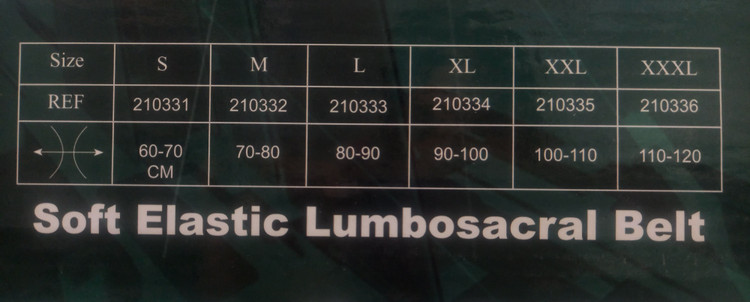 Size S M L XL XXL XXXL
REF 210331 210332 210333 210334 210335 210336
60-70 70-80 80-90 90-100 100-110 110-120
CM
Soft Elastic Lumbosacral Belt